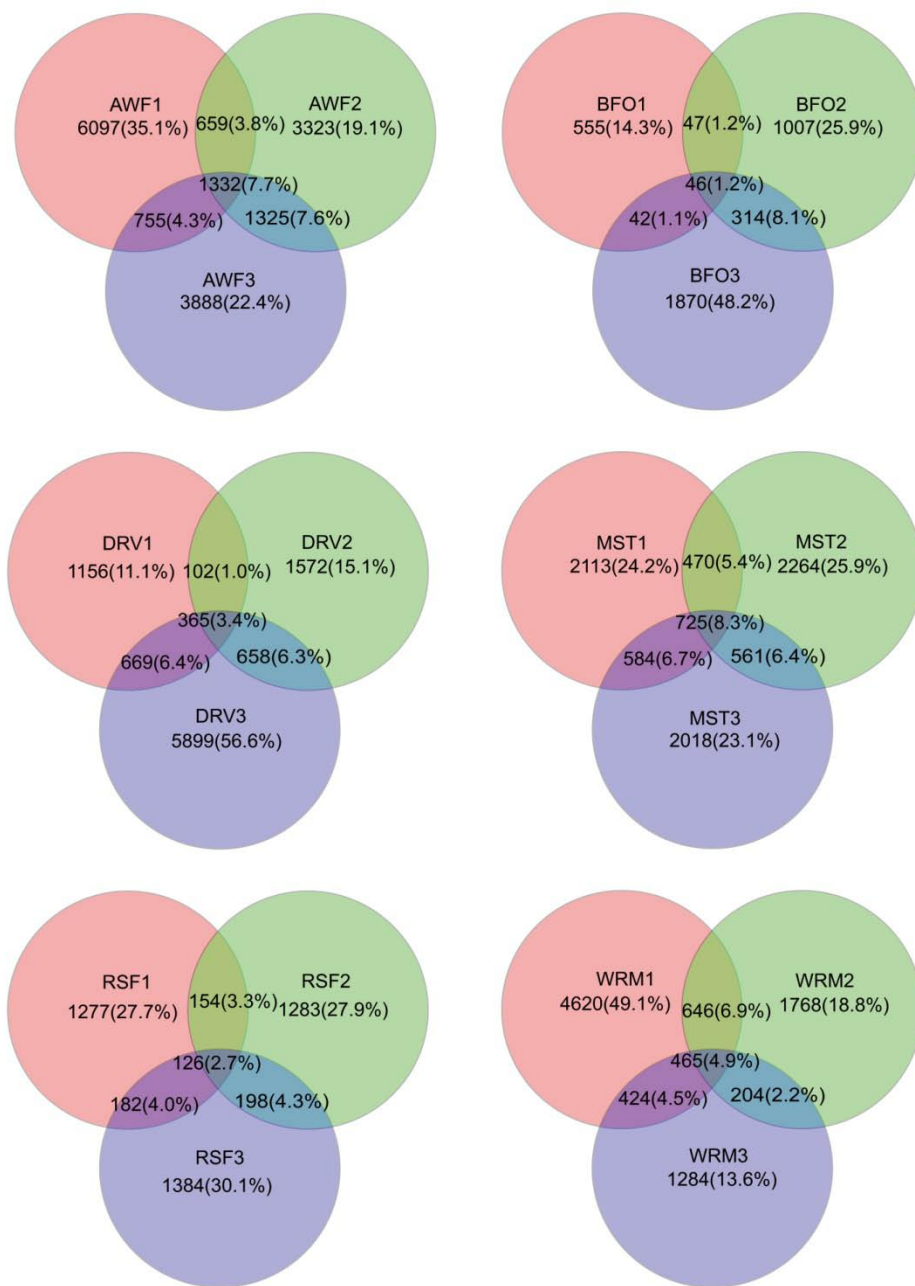 AWF1
6097(35.1%)
659(3.8%)
AWF2
3323(19.1%)
1332(7.7%)
755(4.3%)
1325(7.6%)
AWF3
3888(22.4%)
BFO1
555(14.3%)
47(1.2%)
BFO2
1007(25.9%)
46(1.2%)
42(1.1%)
314(8.1%)
BFO3
1870(48.2%)
DRV1
1156(11.1%)
102(1.0%)
DRV2
1572(15.1%)
365(3.4%)
669(6.4%)
658(6.3%)
DRV3
5899(56.6%)
MST1
2113(24.2%)
470(5.4%)
MST2
2264(25.9%)
725(8.3%)
584(6.7%)
561(6.4%)
MST3
2018(23.1%)
RSF1
1277(27.7%)
154(3.3%)
RSF2
1283(27.9%)
126(2.7%)
182(4.0%)
198(4.3%)
RSF3
1384(30.1%)
WRM1
4620(49.1%)
646(6.9%)
WRM2
1768(18.8%)
465(4.9%)
424(4.5%)
204(2.2%)
WRM3
1284(13.6%)